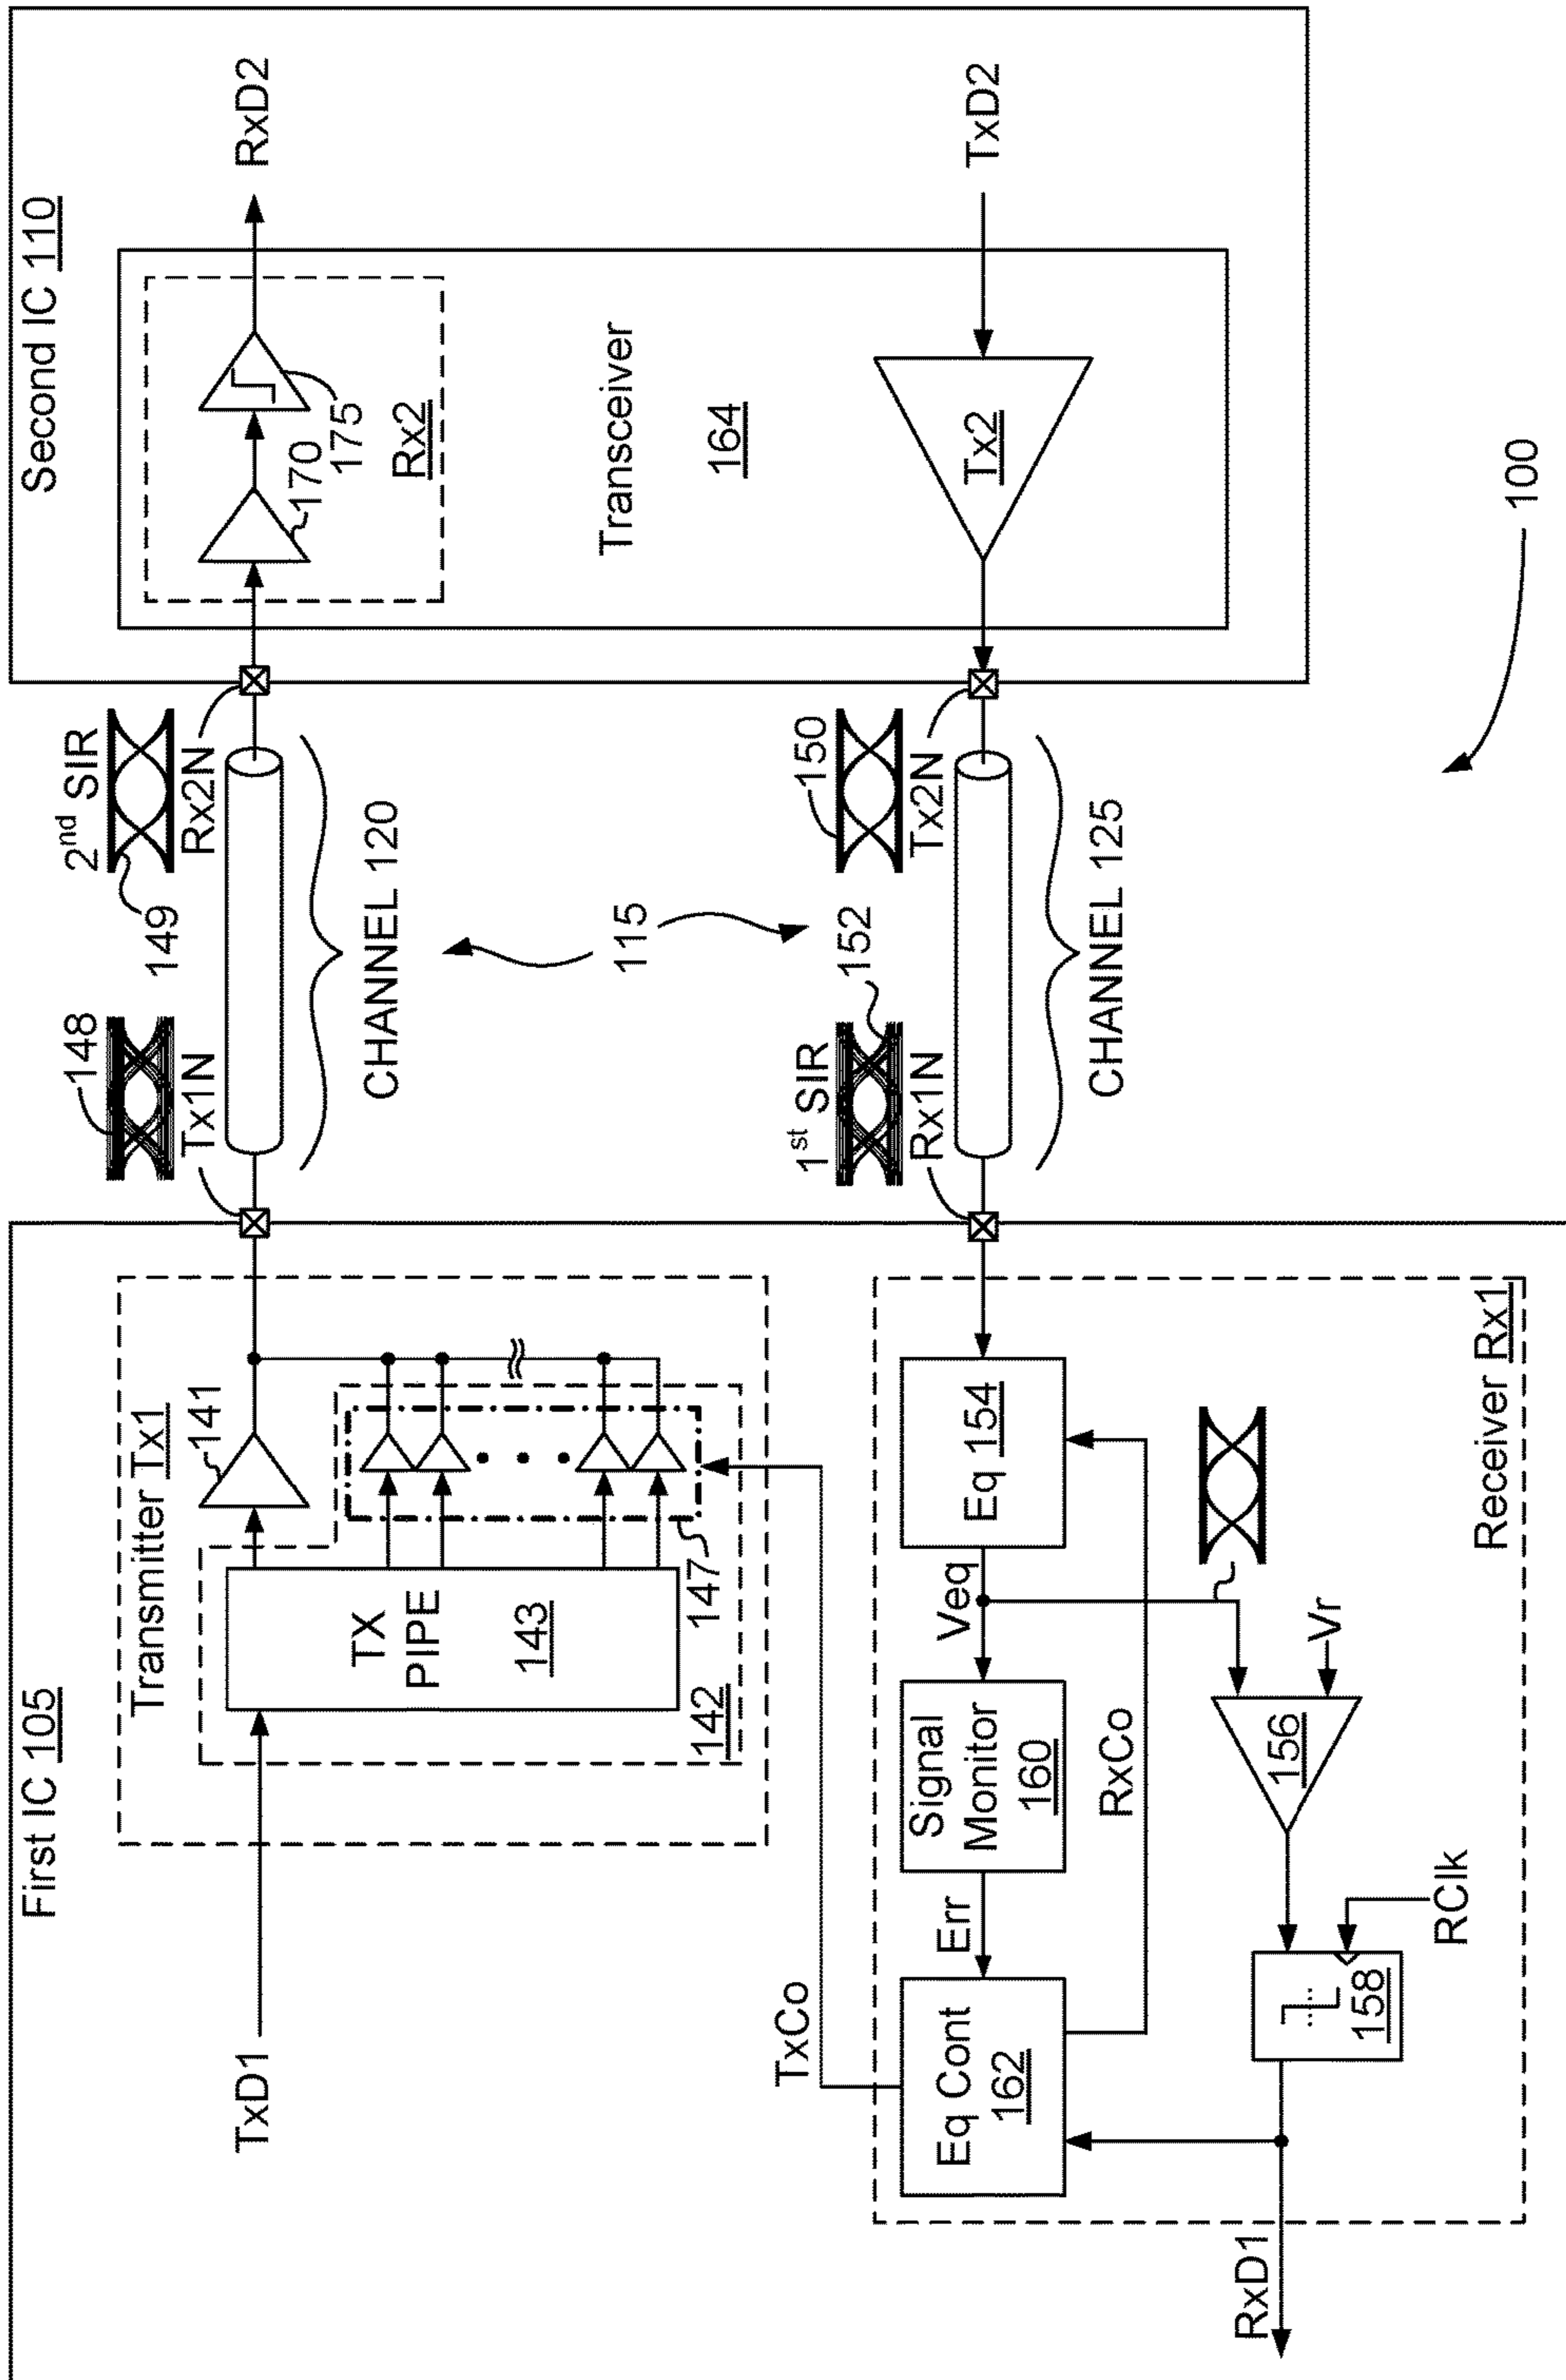 First IC 105
Transmitter Tx1
TxD1
TX
PIPE
143
142
147
141
148
Tx1N
149
2nd SIR
Rx2N
CHANNEL 120
115
Second IC 110
170
175
Rx2
RxD2
Transceiver
164
Tx2
TxD2
150
Tx2N
152
1st SIR
Rx1N
CHANNEL 125
100
TxCo
Eq Cont
162
Err
Signal
Monitor
160
Veq
Eq 154
RxCo
156
Vr
158
RClk
RxD1
Receiver Rx1